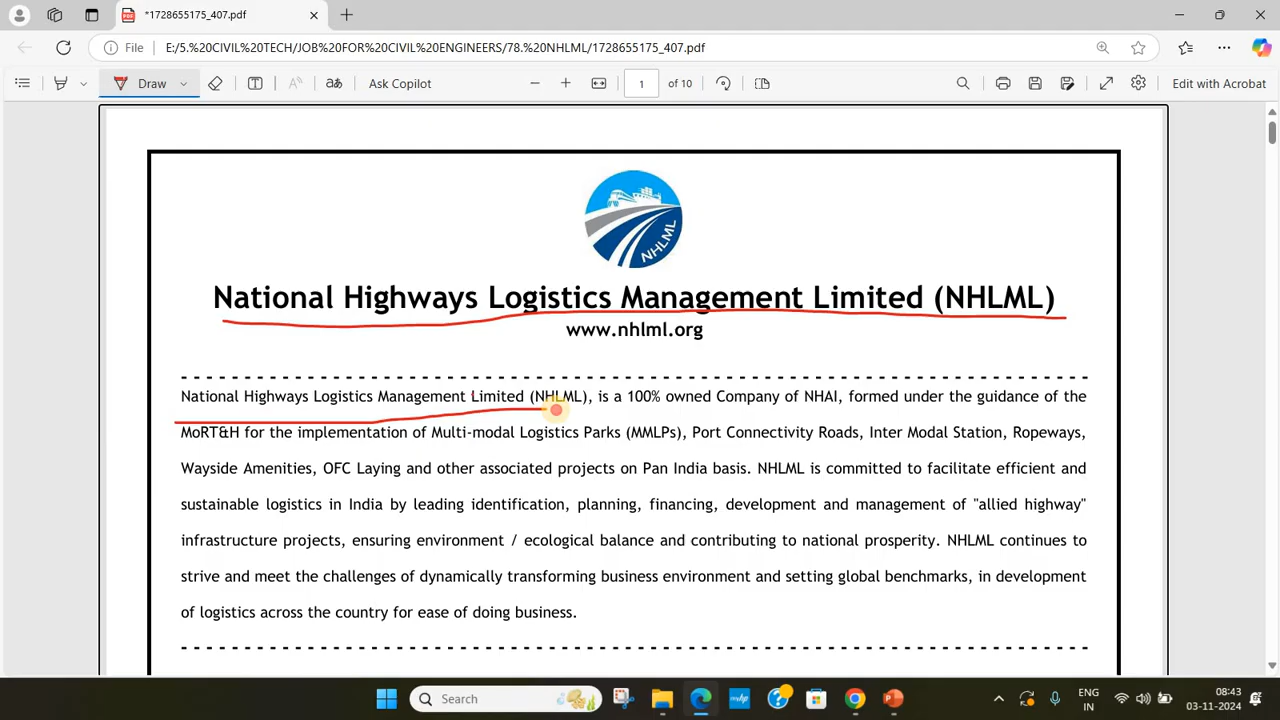 *1728655175_407.pdf
File E:/5.%20CIVIL%20TECH/JOB%20FOR%20CIVIL%20ENGINEERS/78.%20NHLML/1728655175_407.pdf
Draw
Ask Copilot
1 of 10
Edit with Acrobat
NHLML
National Highways Logistics Management Limited (NHLML)
www.nhlml.org
National Highways Logistics Management Limited (NHLML), is a 100% owned Company of NHAI, formed under the guidance of the
MoRT&H for the implementation of Multi-modal Logistics Parks (MMLPs), Port Connectivity Roads, Inter Modal Station, Ropeways,
Wayside Amenities, OFC Laying and other associated projects on Pan India basis. NHLML is committed to facilitate efficient and
sustainable logistics in India by leading identification, planning, financing, development and management of "allied highway"
infrastructure projects, ensuring environment / ecological balance and contributing to national prosperity. NHLML continues to
strive and meet the challenges of dynamically transforming business environment and setting global benchmarks, in development
of logistics across the country for ease of doing business.
Search
ENG
IN
08:43
03-11-2024